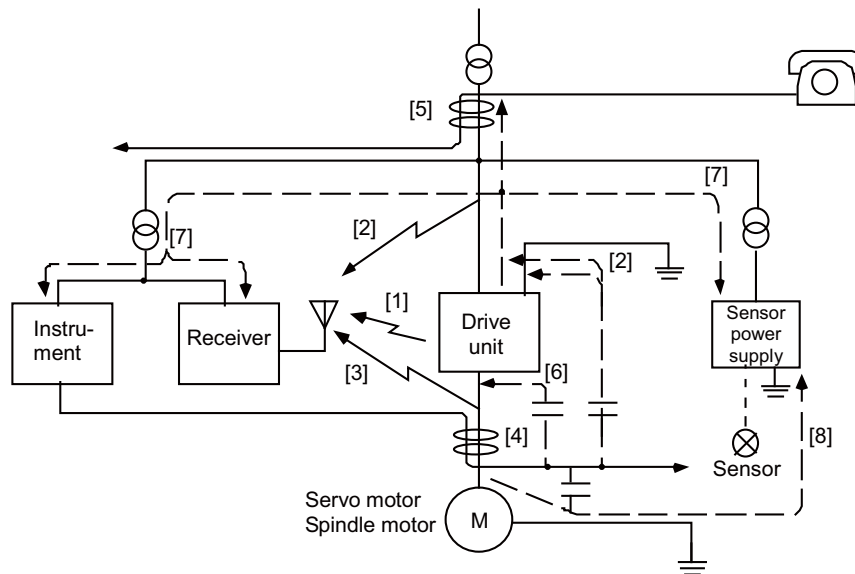 [5]
[7]
[2]
[7]
[2]
Instru-
ment
Receiver
[1]
Drive
unit
Sensor
power
supply
[3]
[6]
[4]
[8]
Sensor
Servo motor
Spindle motor
M